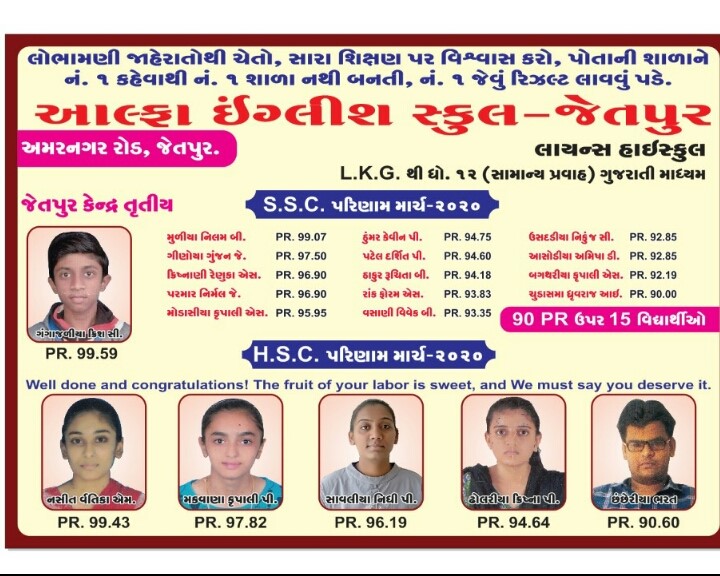 લોભામણી જાહેરાતોથી ચેતો, સારા શિક્ષણ પર વિશ્વાસ કરો, પોતાની શાળાને
નં. ૧ કહેવાથી નં. ૧ શાળા નથી બનતી, નં. ૧ જેવું રિઝલ્ટ લાવવું પડે.
આલ્ફા ઈંગ્લીશ સ્કુલ-જેતપુર
અમરનગર રોડ, જેતપુર.
લાયન્સ હાઈસ્કુલ
L.K.G. થી ધો. ૧૨ (સામાન્ય પ્રવાહ) ગુજરાતી માધ્યમ
જેતપુર કેન્દ્ર તૃતીય
S.S.C. પરિણામ માર્ચ-૨૦૨૦
મુળીયા નિલમ બી. PR. 99.07 ઠુંમર કેવીન પી. PR. 94.75 ઉસદડીયા નિકુંજ સી. PR. 92.85
ગીણોયા ગુંજન જે. PR. 97.50 પટેલ દર્શિત પી. PR. 94.60 આસોડીયા અમિષા ડી. PR. 92.85
ક્રિષ્નાણી રેણુકા એસ. PR. 96.90 ઠાકુર રૂચિતા બી. PR. 94.18 બગથરીયા કૃપાલી એસ. PR. 92.19
પરમાર નિર્મલ જે. PR. 96.90 રાંક ફોરમ એસ. PR. 93.83 ચુડાસમા ધ્રુવરાજ આઈ. PR. 90.00
મોડાસીયા કૃપાલી એસ. PR. 95.95 વસાણી વિવેક બી. PR. 93.35
90 PR ઉપર 15 વિદ્યાર્થીઓ
ગંગાજળીયા ક્રિશ સી.
PR. 99.59
H.S.C. પરિણામ માર્ચ-૨૦૨૦
Well done and congratulations! The fruit of your labor is sweet, and We must say you deserve it.
નસીત વંતિકા એમ. મકવાણા કૃપાલી પી. સાવલીયા નિધી પી. ઢોલરીયા ક્રિષ્ના પી. છંછેડીયા ભરત
PR. 99.43 PR. 97.82 PR. 96.19 PR. 94.64 PR. 90.60